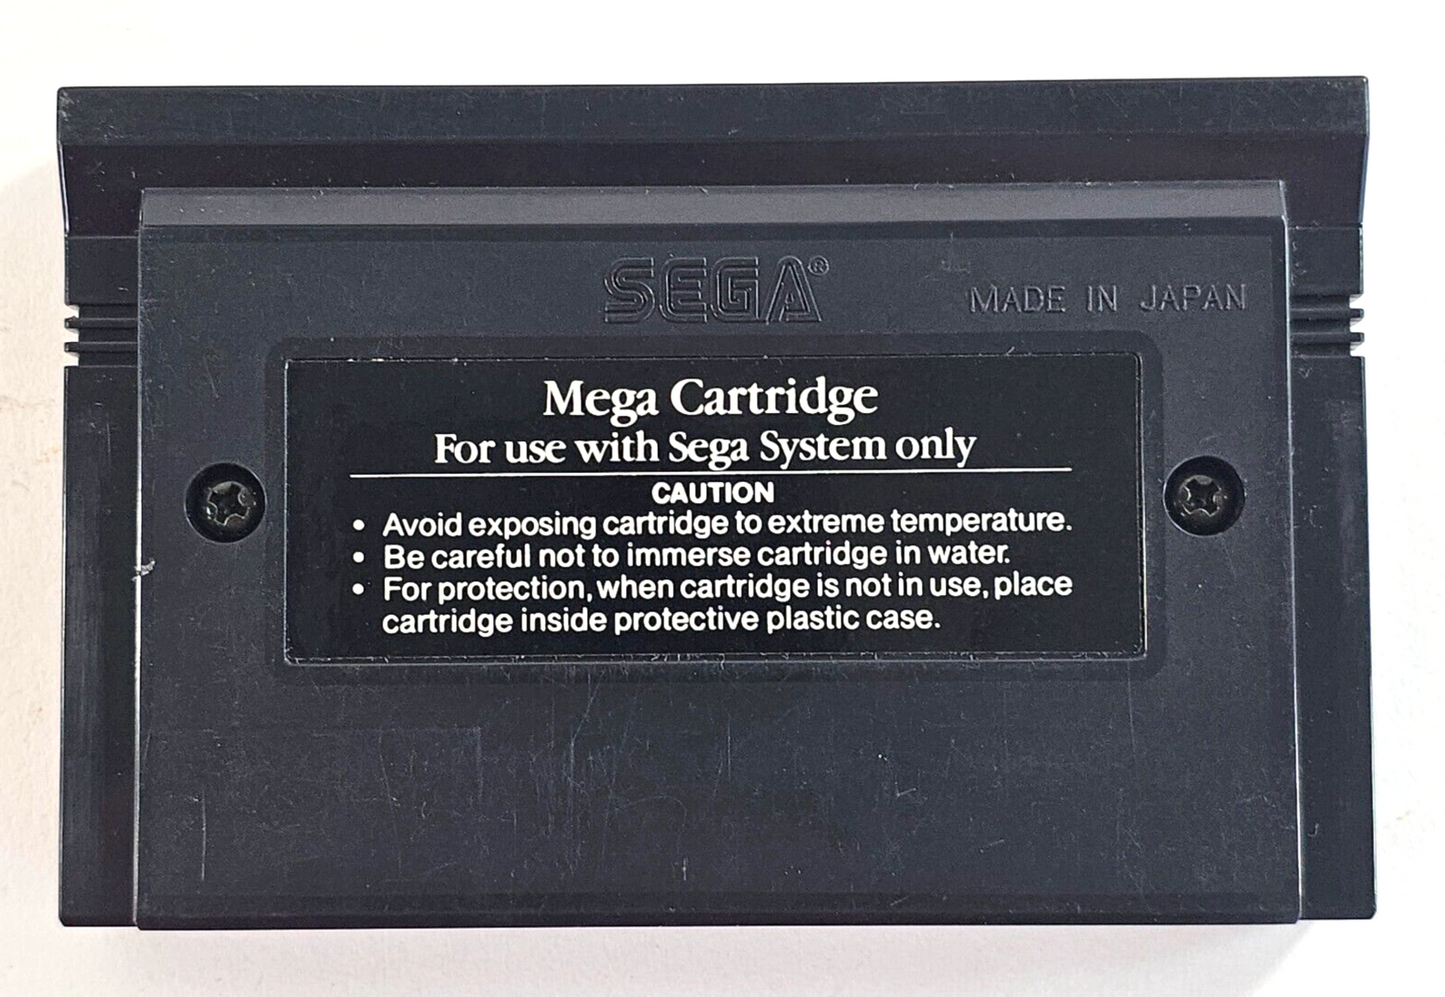 SEGA®
MADE IN JAPAN
Mega Cartridge
For use with Sega System only
CAUTION
• Avoid exposing cartridge to extreme temperature.
• Be careful not to immerse cartridge in water.
• For protection, when cartridge is not in use, place
cartridge inside protective plastic case.